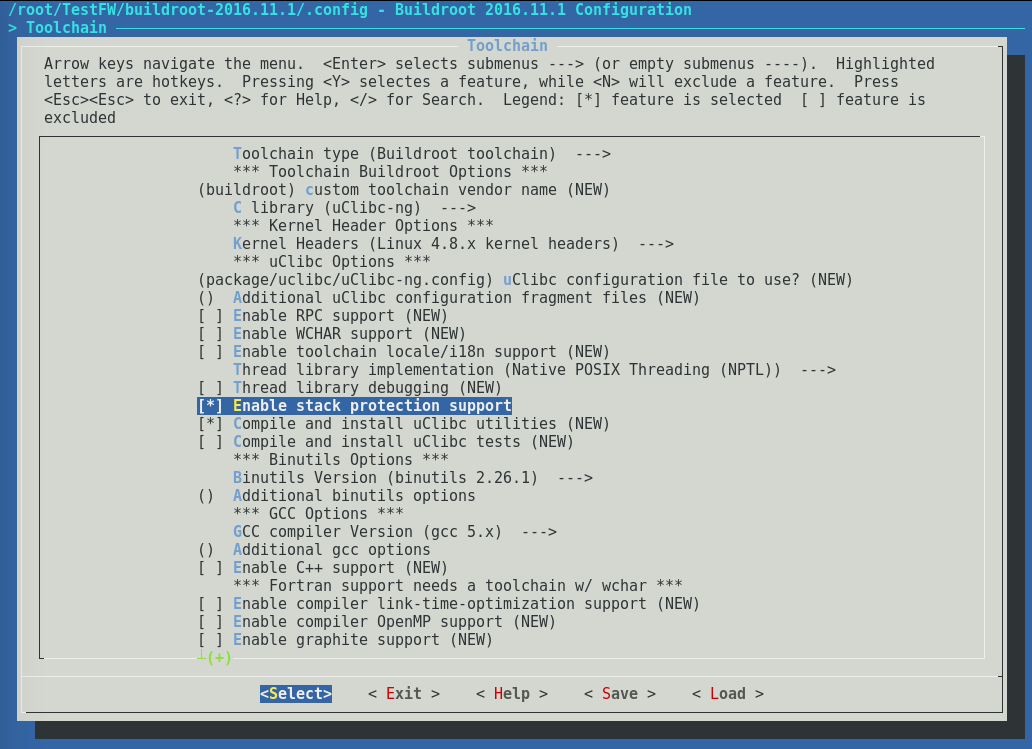 /root/TestFW/buildroot-2016.11.1/.config - Buildroot 2016.11.1 Configuration
> Toolchain
Toolchain
Arrow keys navigate the menu.  <Enter> selects submenus ---> (or empty submenus ----).  Highlighted
letters are hotkeys.  Pressing <Y> selectes a feature, while <N> will exclude a feature.  Press
<Esc><Esc> to exit, <?> for Help, </> for Search.  Legend: [*] feature is selected  [ ] feature is
excluded
Toolchain type (Buildroot toolchain)  --->
*** Toolchain Buildroot Options ***
(buildroot) custom toolchain vendor name (NEW)
C library (uClibc-ng)  --->
*** Kernel Header Options ***
Kernel Headers (Linux 4.8.x kernel headers)  --->
*** uClibc Options ***
(package/uclibc/uClibc-ng.config) uClibc configuration file to use? (NEW)
()  Additional uClibc configuration fragment files (NEW)
[ ] Enable RPC support (NEW)
[ ] Enable WCHAR support (NEW)
[ ] Enable toolchain locale/i18n support (NEW)
Thread library implementation (Native POSIX Threading (NPTL))  --->
[ ] Thread library debugging (NEW)
[*] Enable stack protection support
[*] Compile and install uClibc utilities (NEW)
[ ] Compile and install uClibc tests (NEW)
*** Binutils Options ***
Binutils Version (binutils 2.26.1)  --->
()  Additional binutils options
*** GCC Options ***
GCC compiler Version (gcc 5.x)  --->
()  Additional gcc options
[ ] Enable C++ support (NEW)
*** Fortran support needs a toolchain w/ wchar ***
[ ] Enable compiler link-time-optimization support (NEW)
[ ] Enable compiler OpenMP support (NEW)
[ ] Enable graphite support (NEW)
(+)
<Select>    < Exit >    < Help >    < Save >    < Load >